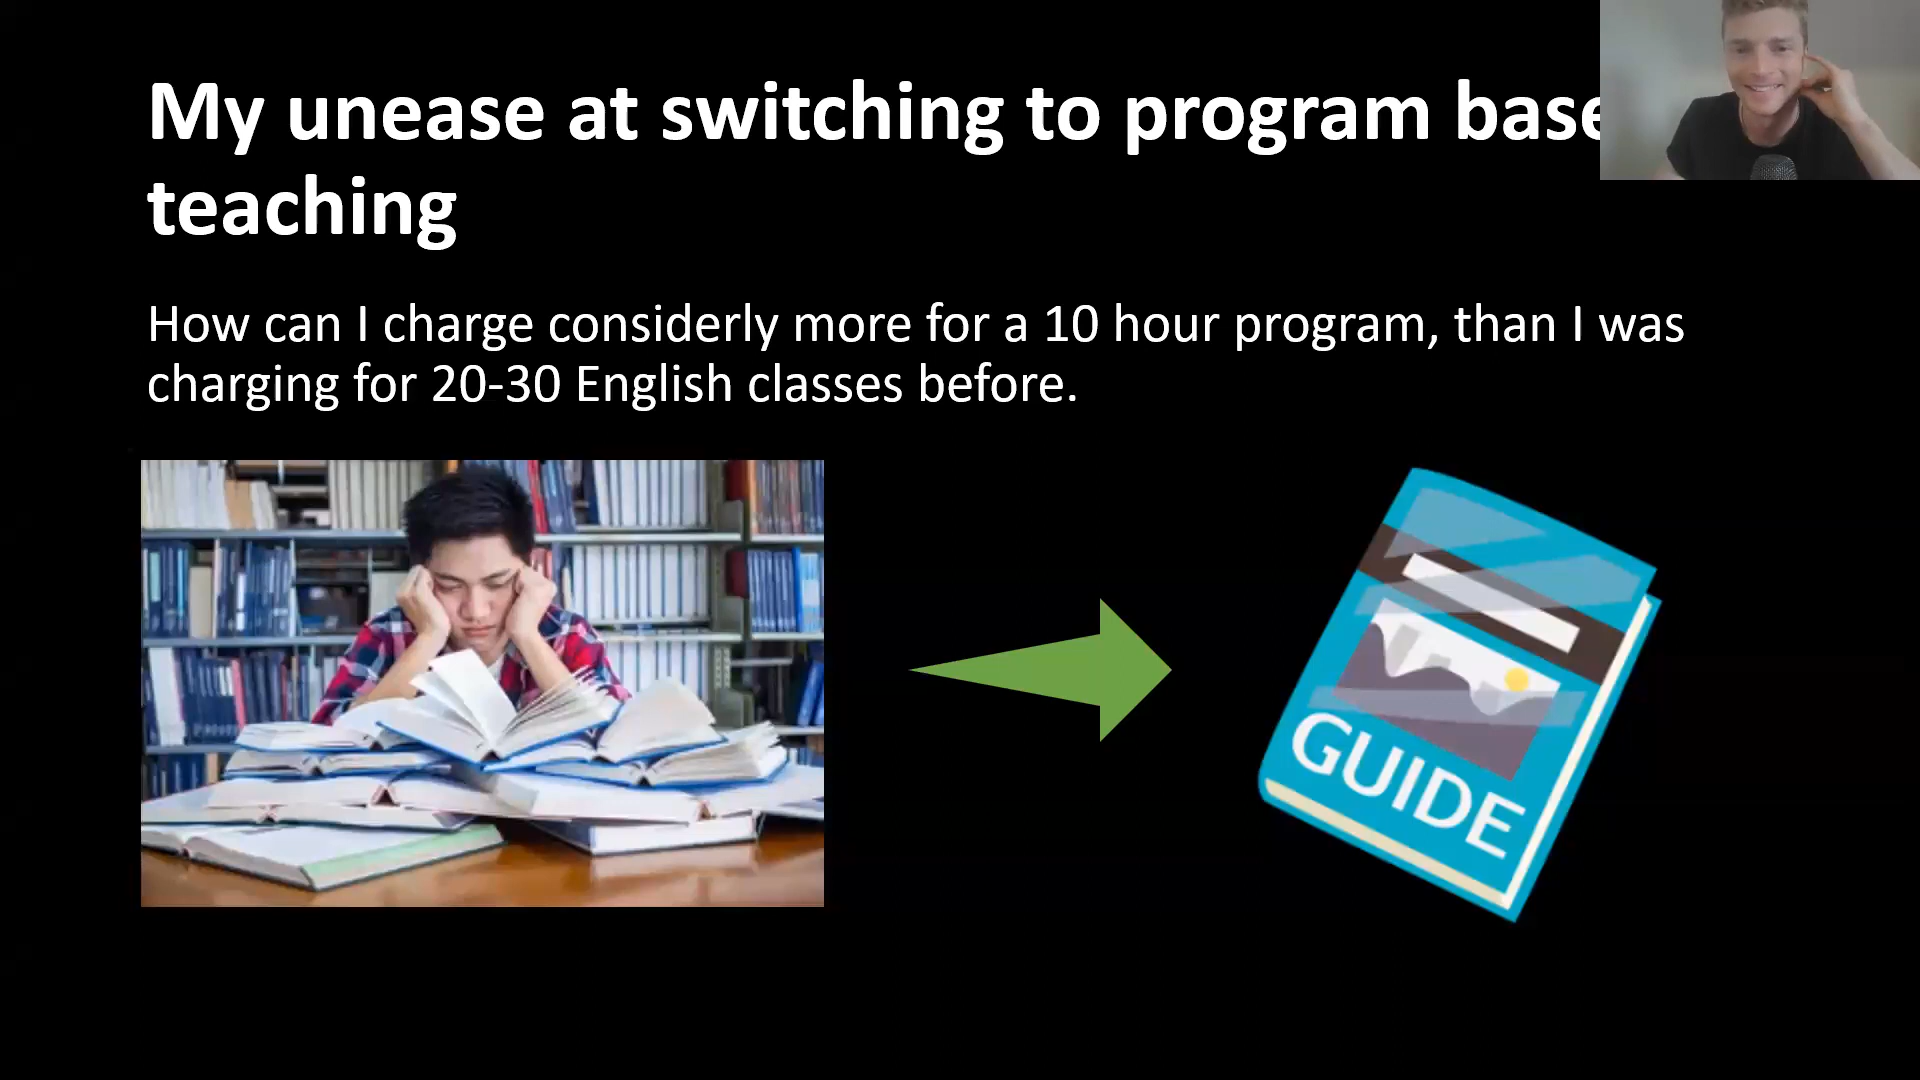 My unease at switching to program base
teaching
How can I charge considerly more for a 10 hour program, than I was
charging for 20-30 English classes before.
GUIDE